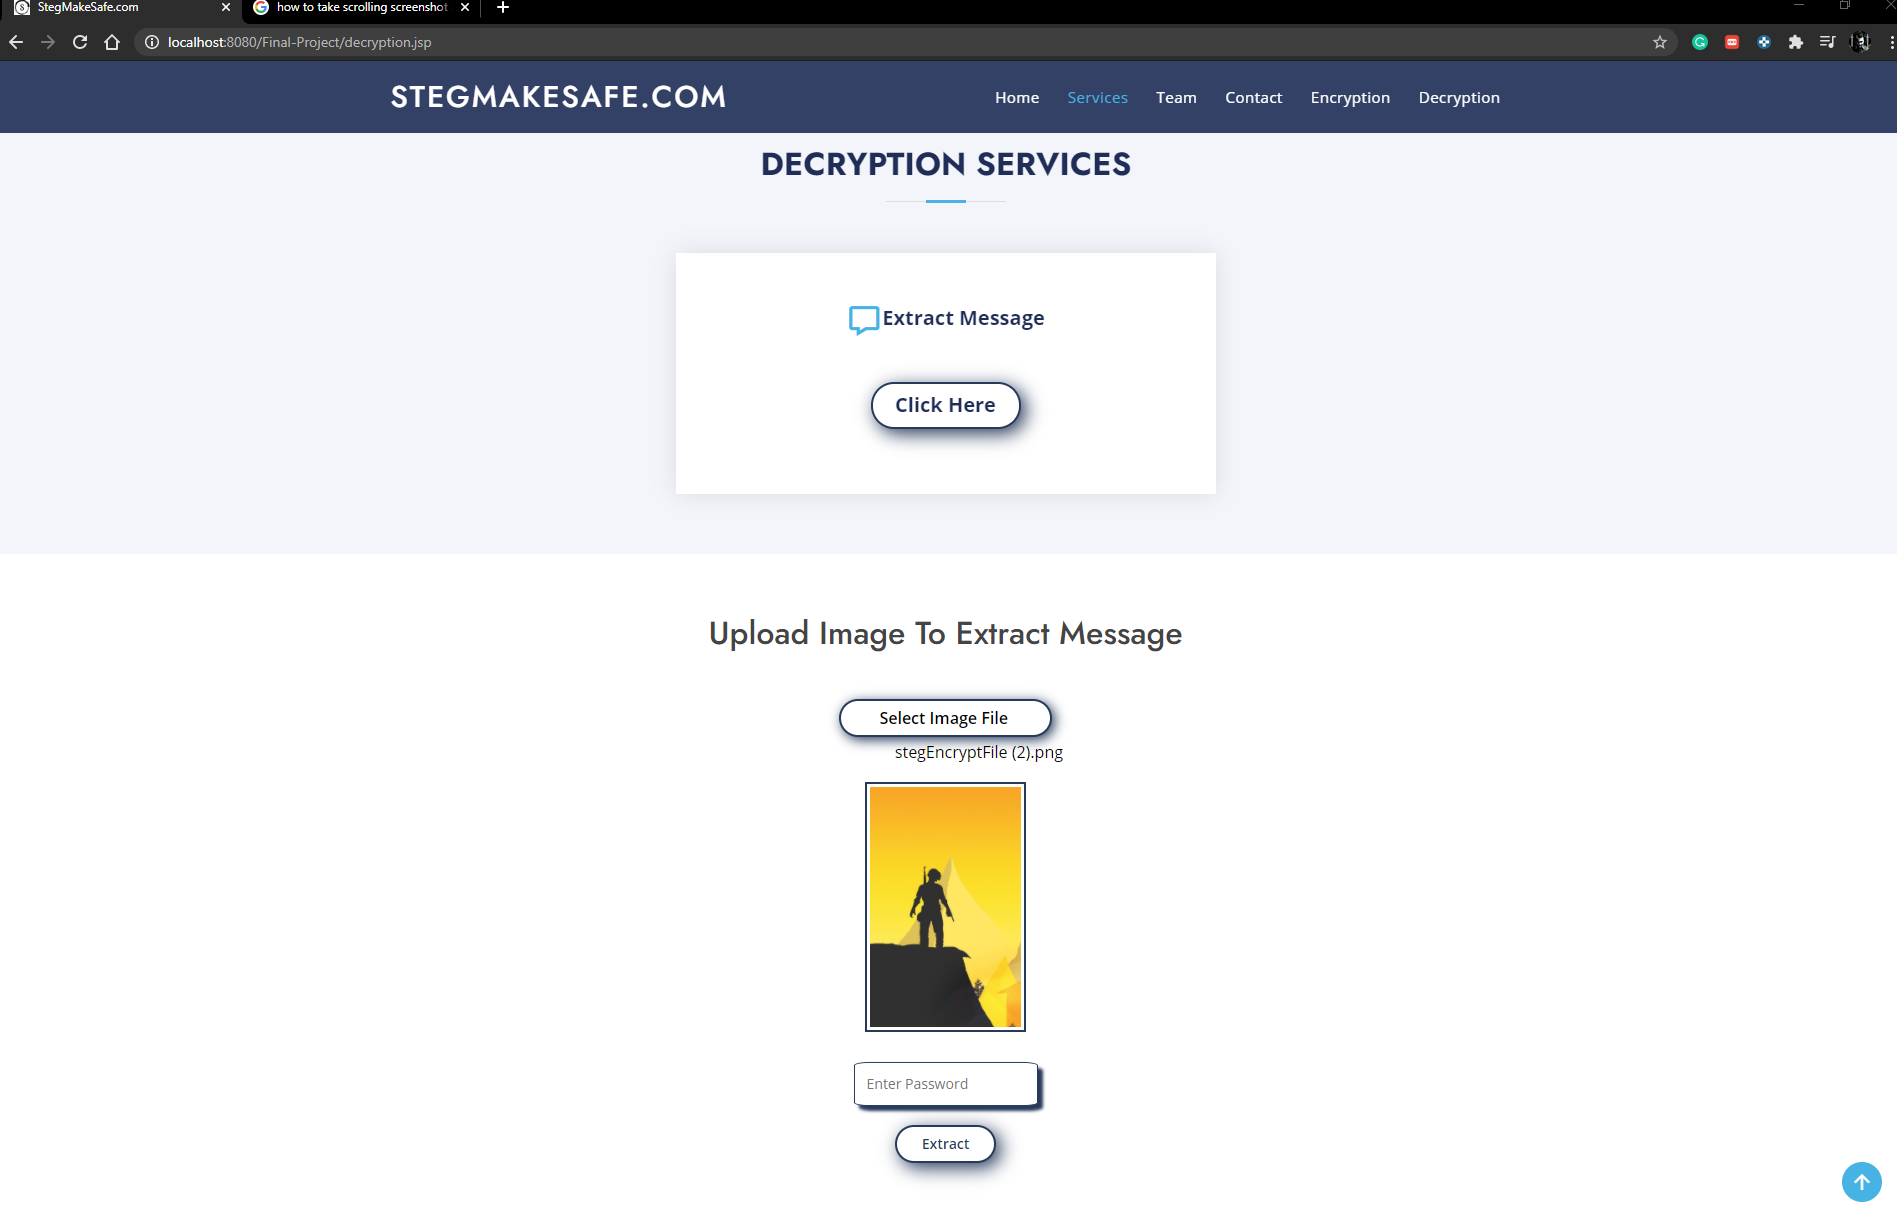 StegMakeSafe.com
how to take scrolling screenshot
localhost:8080/Final-Project/decryption.jsp
STEGMAKESAFE.COM
Home Services Team Contact Encryption Decryption
DECRYPTION SERVICES
Extract Message
Click Here
Upload Image To Extract Message
Select Image File
stegEncryptFile (2).png
Enter Password
Extract